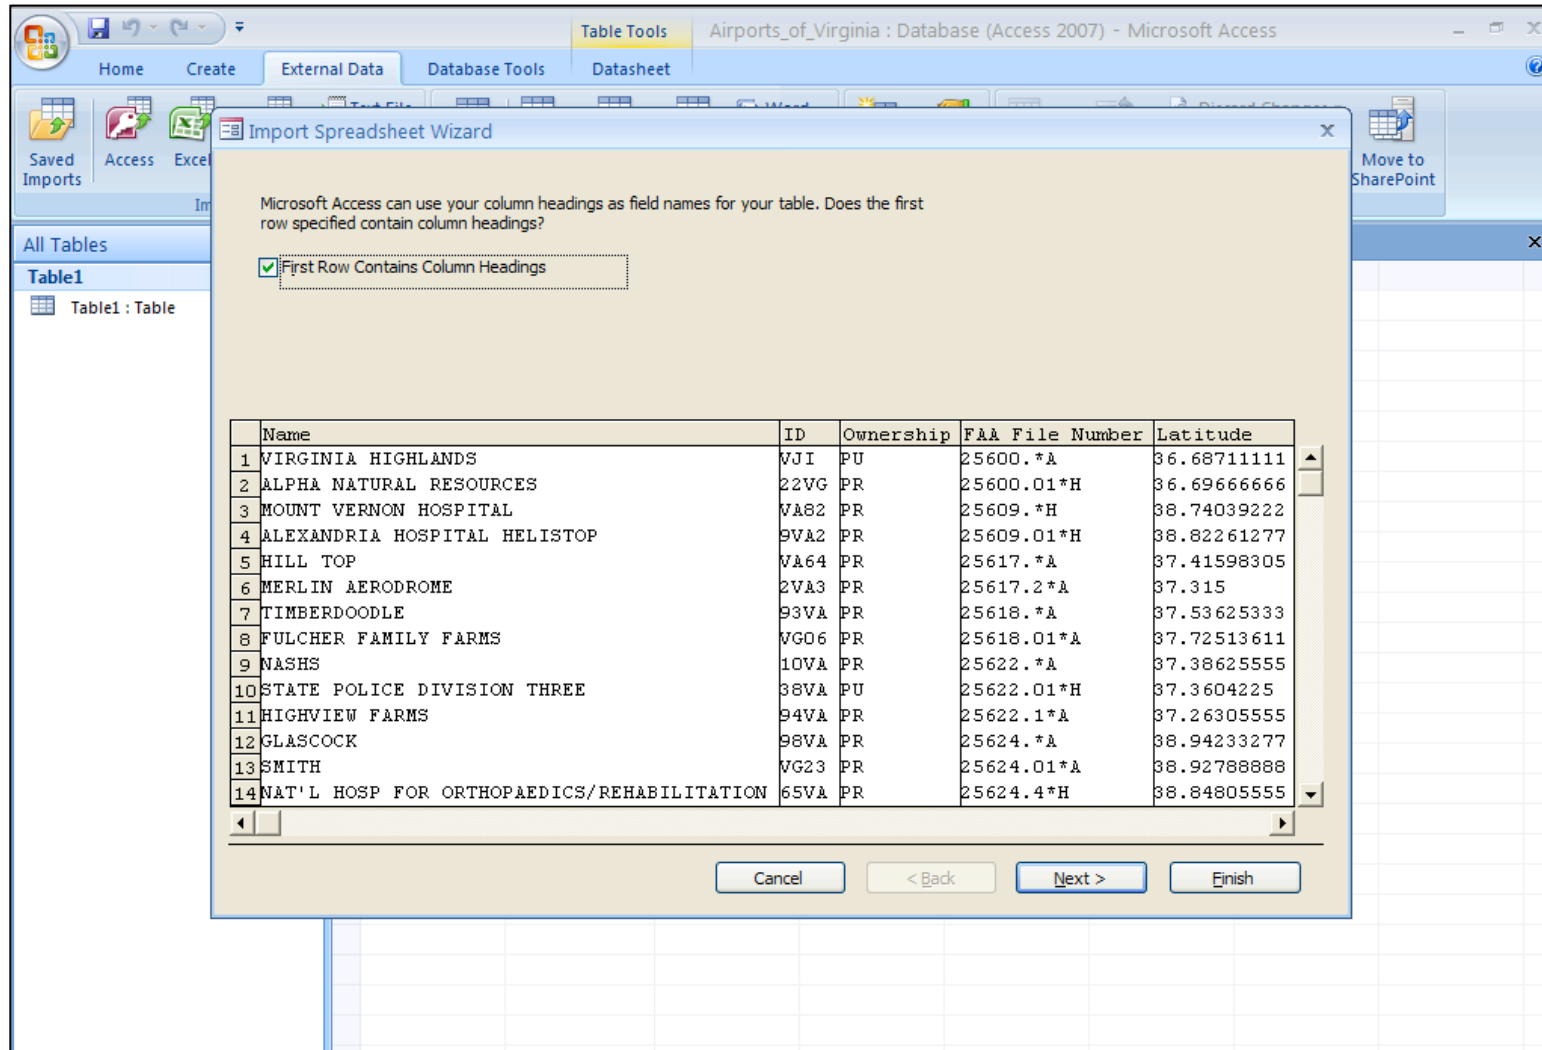 Table Tools Airports_of_Virginia : Database (Access 2007) - Microsoft Access
Home Create External Data Database Tools Datasheet
Text File Word Discard Changes
Saved Imports
Access
Excel
Move to SharePoint
Im
Import Spreadsheet Wizard
Microsoft Access can use your column headings as field names for your table. Does the first
row specified contain column headings?
First Row Contains Column Headings
All Tables
Table1
Table1 : Table
Name ID Ownership FAA File Number Latitude
1 VIRGINIA HIGHLANDS VJI PU 25600.*A 36.68711111
2 ALPHA NATURAL RESOURCES 22VG PR 25600.01*H 36.69666666
3 MOUNT VERNON HOSPITAL VA82 PR 25609.*H 38.74039222
4 ALEXANDRIA HOSPITAL HELISTOP 9VA2 PR 25609.01*H 38.82261277
5 HILL TOP VA64 PR 25617.*A 37.41598305
6 MERLIN AERODROME 2VA3 PR 25617.2*A 37.315
7 TIMBERDOODLE 93VA PR 25618.*A 37.53625333
8 FULCHER FAMILY FARMS VG06 PR 25618.01*A 37.72513611
9 NASHS 10VA PR 25622.*A 37.38625555
10 STATE POLICE DIVISION THREE 38VA PU 25622.01*H 37.3604225
11 HIGHVIEW FARMS 94VA PR 25622.1*A 37.26305555
12 GLASCOCK 98VA PR 25624.*A 38.94233277
13 SMITH VG23 PR 25624.01*A 38.92788888
14 NAT'L HOSP FOR ORTHOPAEDICS/REHABILITATION 65VA PR 25624.4*H 38.84805555
Cancel < Back Next > Finish